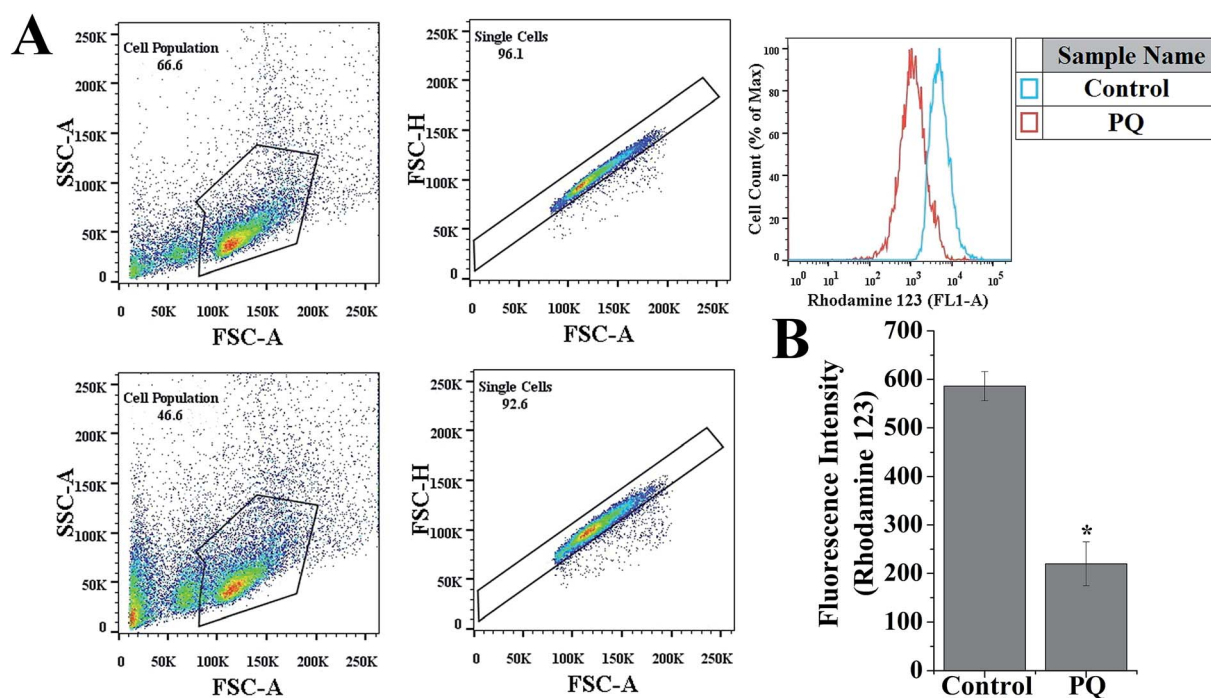 A
Cell Population
66.6
SSC-A
250K
200K
150K
100K
50K
0
0 50K 100K 150K 200K 250K
FSC-A
Single Cells
96.1
FSC-H
250K
200K
150K
100K
50K
0
0 50K 100K 150K 200K 250K
FSC-A
Cell Count (% of Max)
100
80
60
40
20
0
10^0 10^1 10^2 10^3 10^4 10^5
Rhodamine 123 (FL1-A)
Sample Name
Control
PQ
Cell Population
46.6
SSC-A
250K
200K
150K
100K
50K
0
0 50K 100K 150K 200K 250K
FSC-A
Single Cells
92.6
FSC-H
250K
200K
150K
100K
50K
0
0 50K 100K 150K 200K 250K
FSC-A
B
Fluorescence Intensity
(Rhodamine 123)
700
600
500
400
300
200
100
0
*
Control PQ